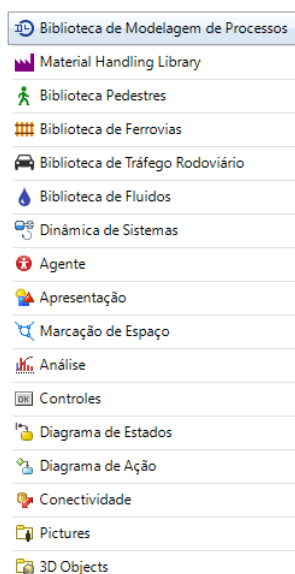 Biblioteca de Modelagem de Processos
Material Handling Library
Biblioteca Pedestres
Biblioteca de Ferrovias
Biblioteca de Tráfego Rodoviário
Biblioteca de Fluidos
Dinâmica de Sistemas
Agente
Apresentação
Marcação de Espaço
Análise
OK Controles
Diagrama de Estados
Diagrama de Ação
Conectividade
Pictures
3D Objects